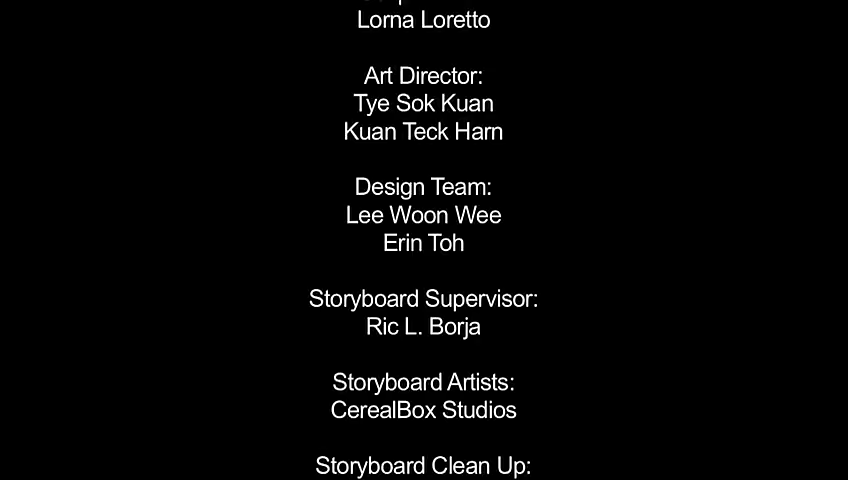 Lorna Loretto
Art Director:
Tye Sok Kuan
Kuan Teck Harn
Design Team:
Lee Woon Wee
Erin Toh
Storyboard Supervisor:
Ric L. Borja
Storyboard Artists:
CerealBox Studios
Storyboard Clean Up: